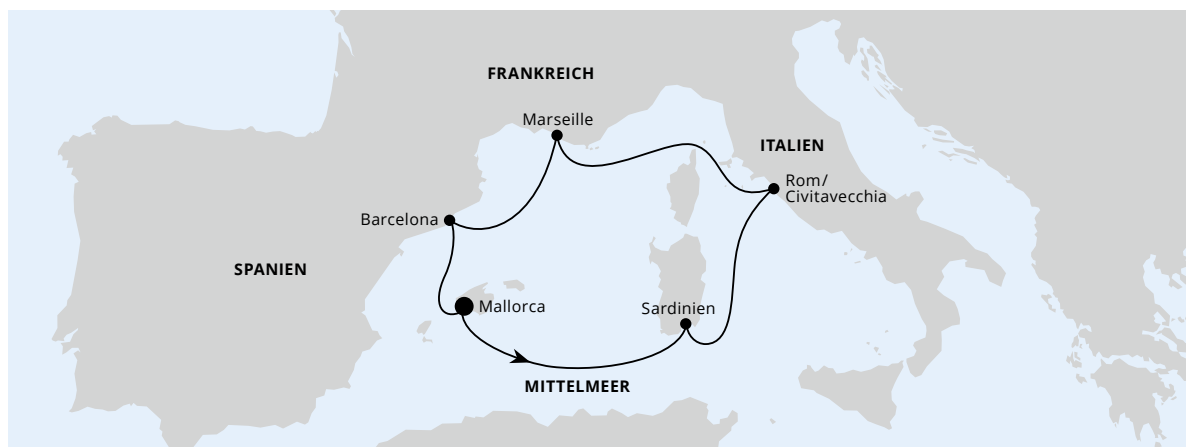 FRANKREICH
Marseille
ITALIEN
Rom/
Civitavecchia
Barcelona
SPANIEN
Mallorca
Sardinien
MITTELMEER